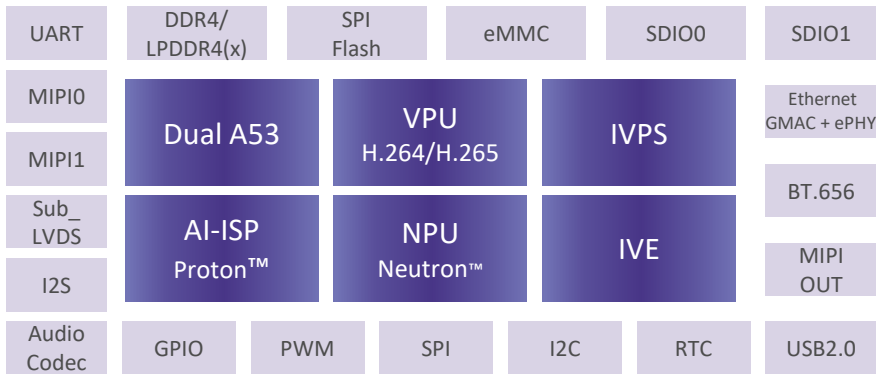 UART
DDR4/
LPDDR4(x)
SPI
Flash
eMMC
SDIO0
SDIO1
MIPI0
MIPI1
Sub_
LVDS
I2S
Audio
Codec
Dual A53
VPU
H.264/H.265
IVPS
AI-ISP
Proton™
NPU
Neutron™
IVE
Ethernet
GMAC + ePHY
BT.656
MIPI
OUT
GPIO
PWM
SPI
I2C
RTC
USB2.0